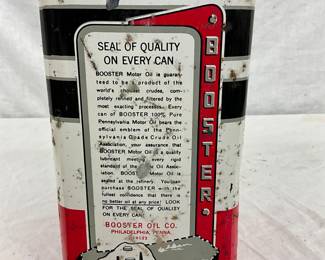 SEAL OF QUALITY
ON EVERY CAN
BOOSTER Motor Oil is guaran-
teed to be a product of the
world's choicest crudes, com-
pletely refined and filtered by the
most exacting processes. Every
can of BOOSTER 100% Pure
Pennsylvania Motor Oil bears the
official emblem of the Penn-
sylvania Grade Crude Oil
Association, your assurance that
BOOSTER Motor Oil is a quality
lubricant meeting every rigid
standard of the Oil Associa-
tion. BOOSTER Motor Oil is
sealed at the refinery. You can
purchase BOOSTER with the
fullest confidence that there is
no better oil at any price! LOOK
FOR THE SEAL OF QUALITY
ON EVERY CAN!
BOOSTER OIL CO.
PHILADELPHIA, PENNA.
BOOSTER